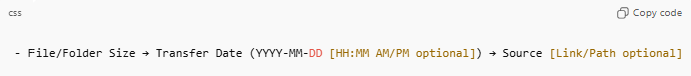 css
Copy code
- File/Folder Size → Transfer Date (YYYY-MM-DD [HH:MM AM/PM optional]) → Source [Link/Path optional]